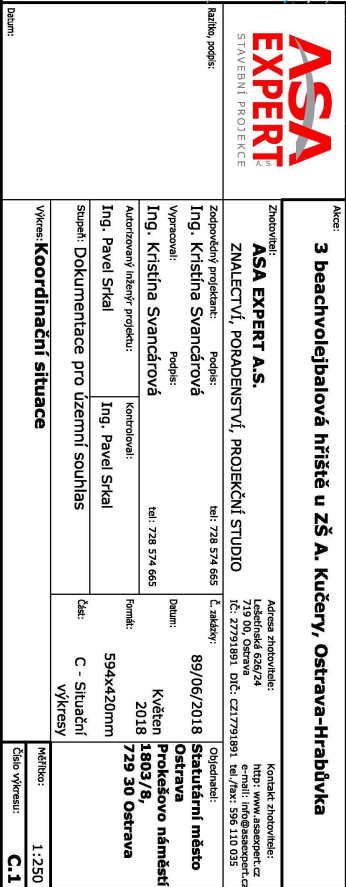 ASA
EXPERT A. S.
STAVEBNÍ PROJEKCE
Akce:
3 beachvolejbalová hřiště u ZŠ A. Kučery, Ostrava-Hrabůvka
Zhotovitel:
ASA EXPERT A.S.
ZNALECTVÍ, PORADENSTVÍ, PROJEKČNÍ STUDIO
Adresa zhotovitele:
Lešetínská 626/24
719 00, Ostrava
IČ: 27791891 DIČ: CZ17791891
Kontakt zhotovitele:
http: www.asaexpert.cz
e-mail: info@asaexpert.cz
tel./fax: 596 110 035
Razítko, podpis:
Zodpovědný projektant: Podpis:
Ing. Kristína Svancárová tel: 728 574 665
Vypracoval: Podpis:
Ing. Kristína Svancárová tel: 728 574 665
Autorizovaný inženýr projektu:
Ing. Pavel Srkal
Kontroloval:
Ing. Pavel Srkal
Č. zakázky:
89/06/2018
Datum:
Květen
2018
Formát:
594x420mm
Objednatel:
Statutární město
Ostrava
Prokešovo náměstí
1803/8,
729 30 Ostrava
Stupeň: Dokumentace pro územní souhlas
Část:
C - Situační
výkresy
Datum:
Výkres: Koordinační situace
Měřítko:
1:250
Číslo výkresu:
C.1